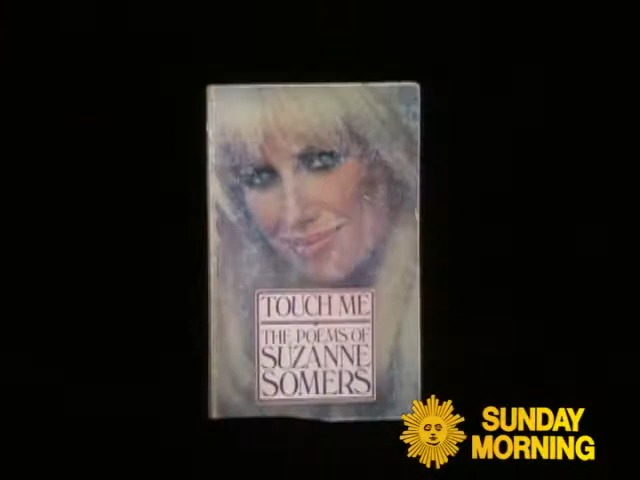 TOUCH ME
THE POEMS OF
SUZANNE
SOMERS
SUNDAY
MORNING